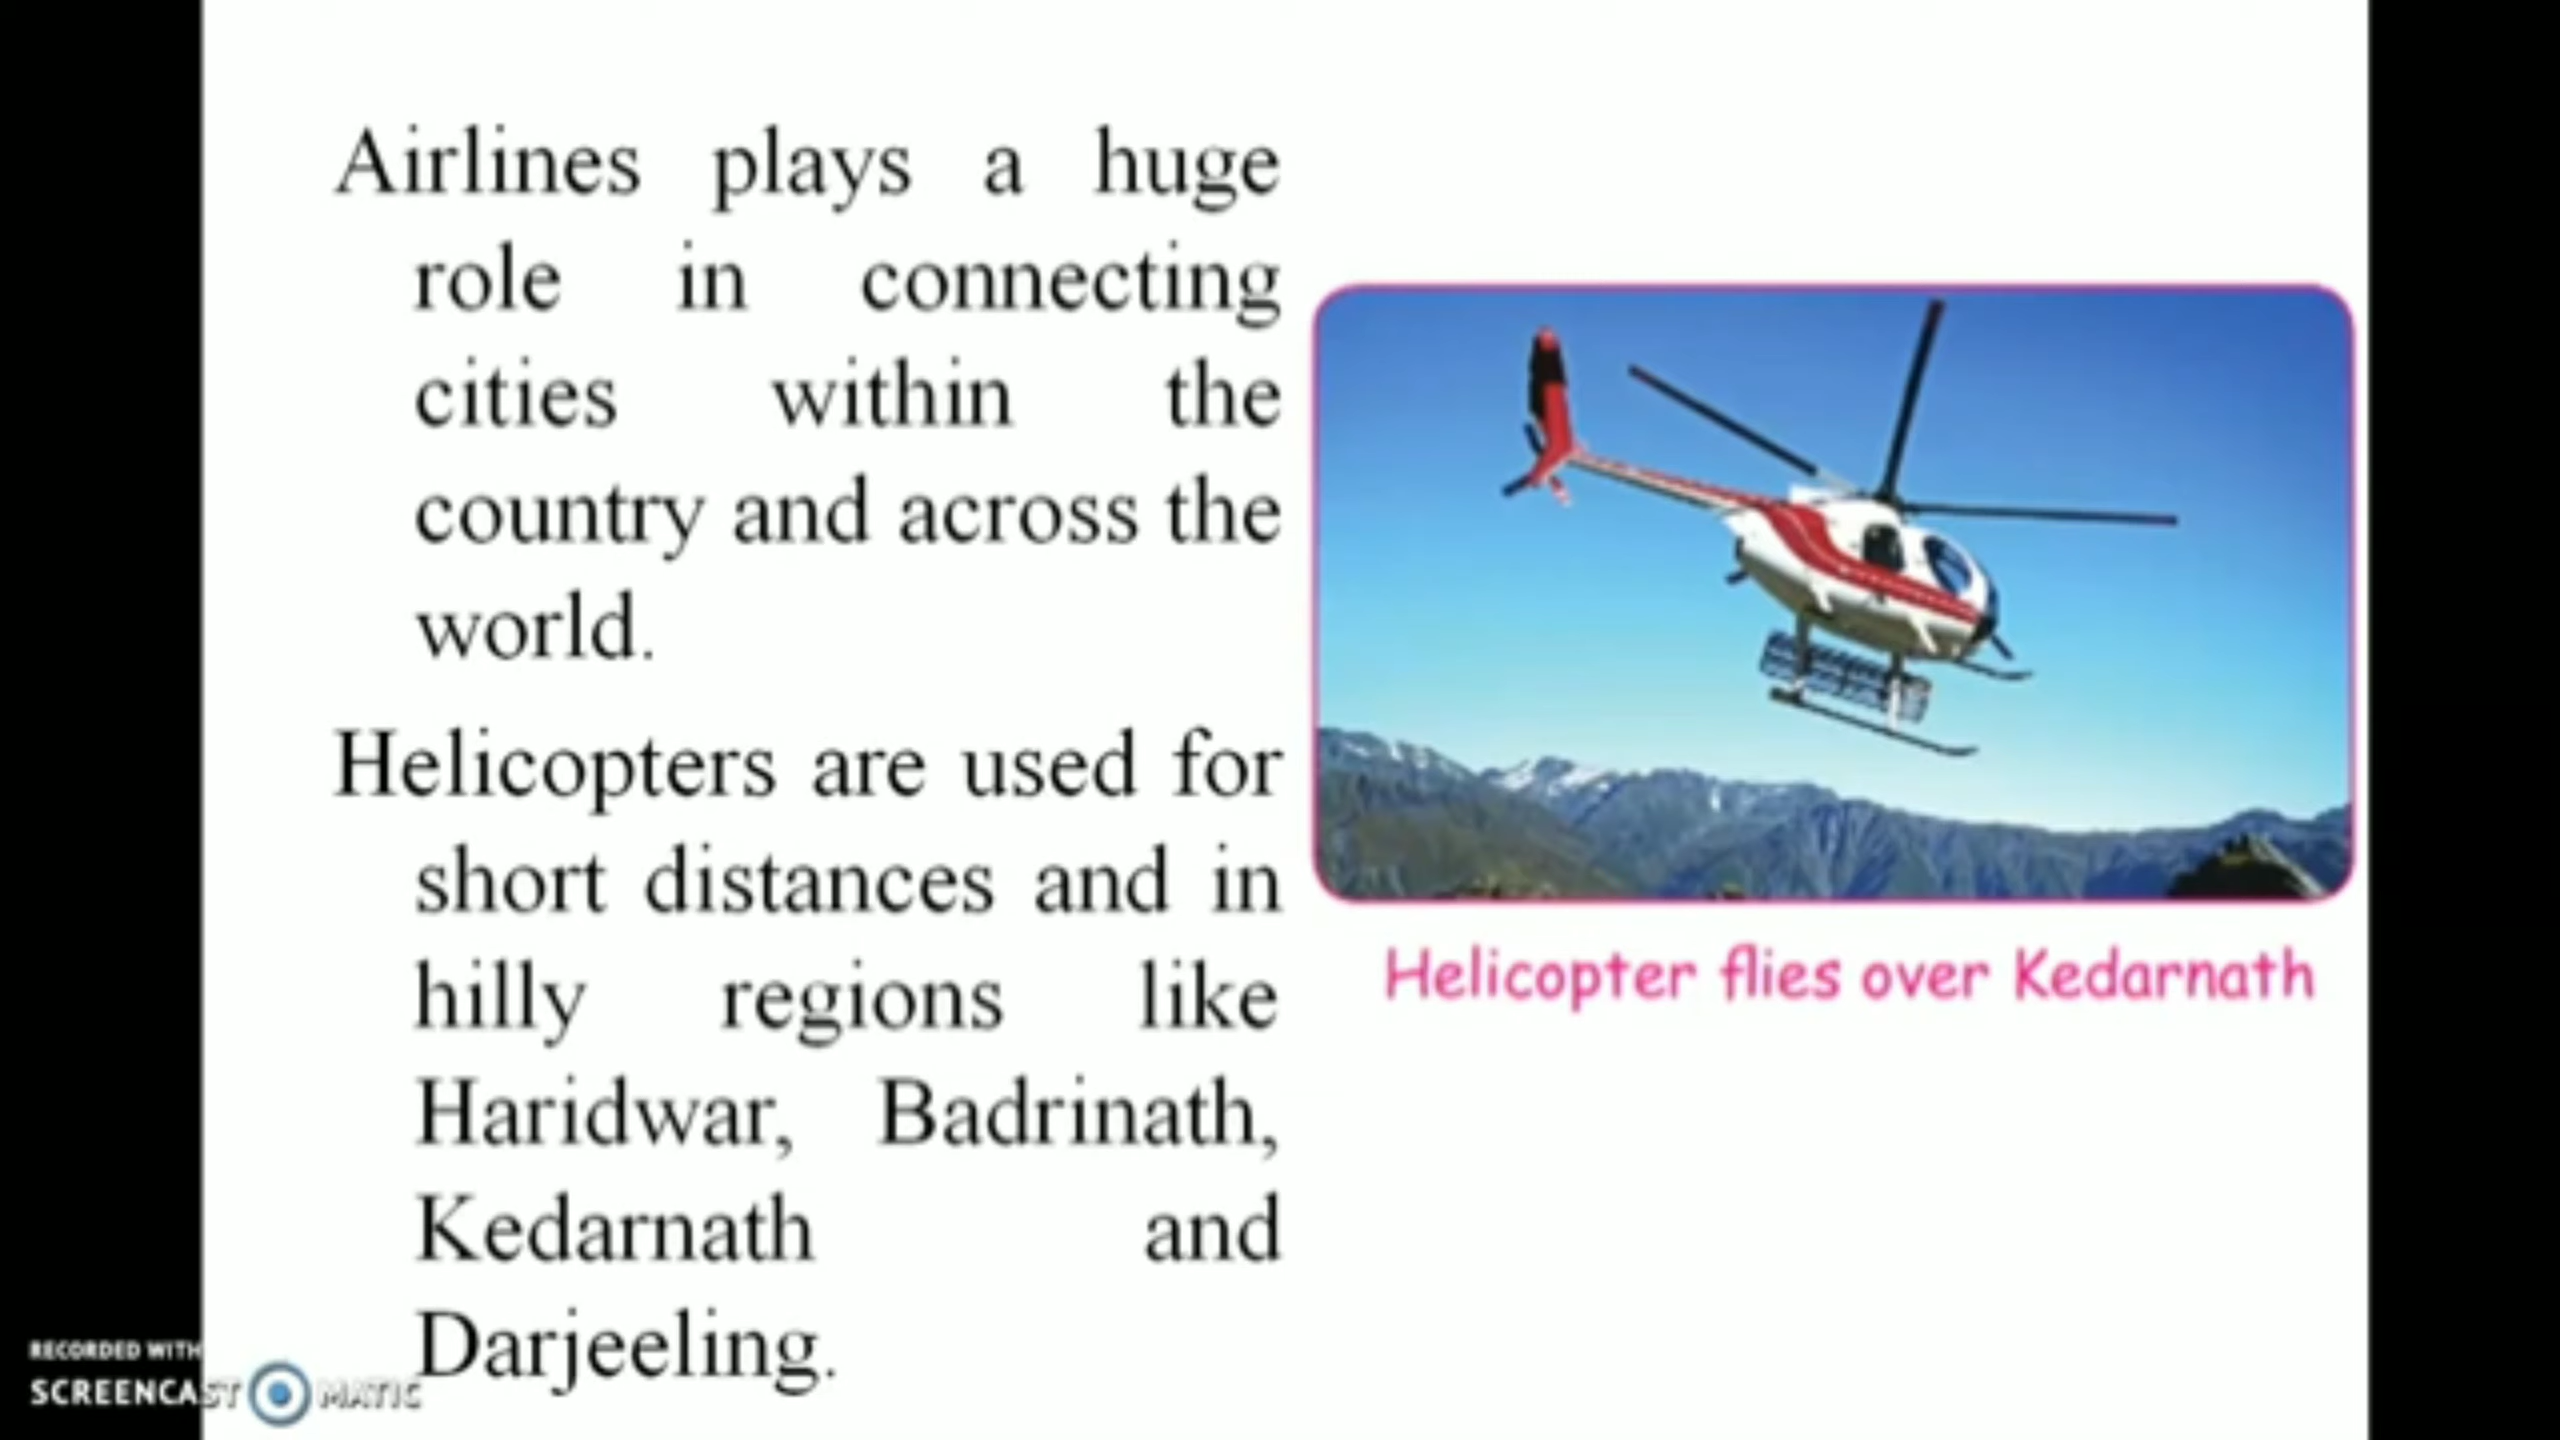 Airlines plays a huge
role in connecting
cities within the
country and across the
world.
Helicopters are used for
short distances and in
hilly regions like
Haridwar, Badrinath,
Kedarnath and
Darjeeling.
Helicopter flies over Kedarnath
RECORDED WITH
SCREENCAST MATIC